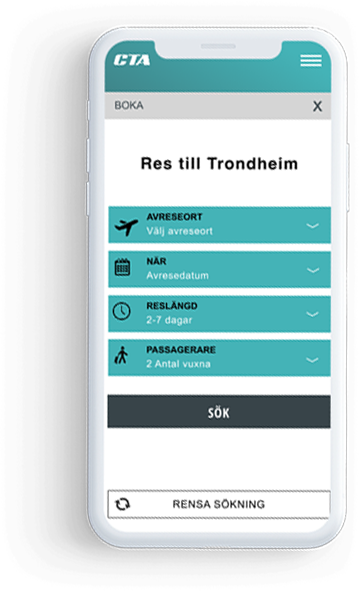 CTA
BOKA X
Res till Trondheim
AVRESEORT
Välj avreseort
NÄR
Avresedatum
RESLÄNGD
2-7 dagar
PASSAGERARE
2 Antal vuxna
SÖK
RENSA SÖKNING